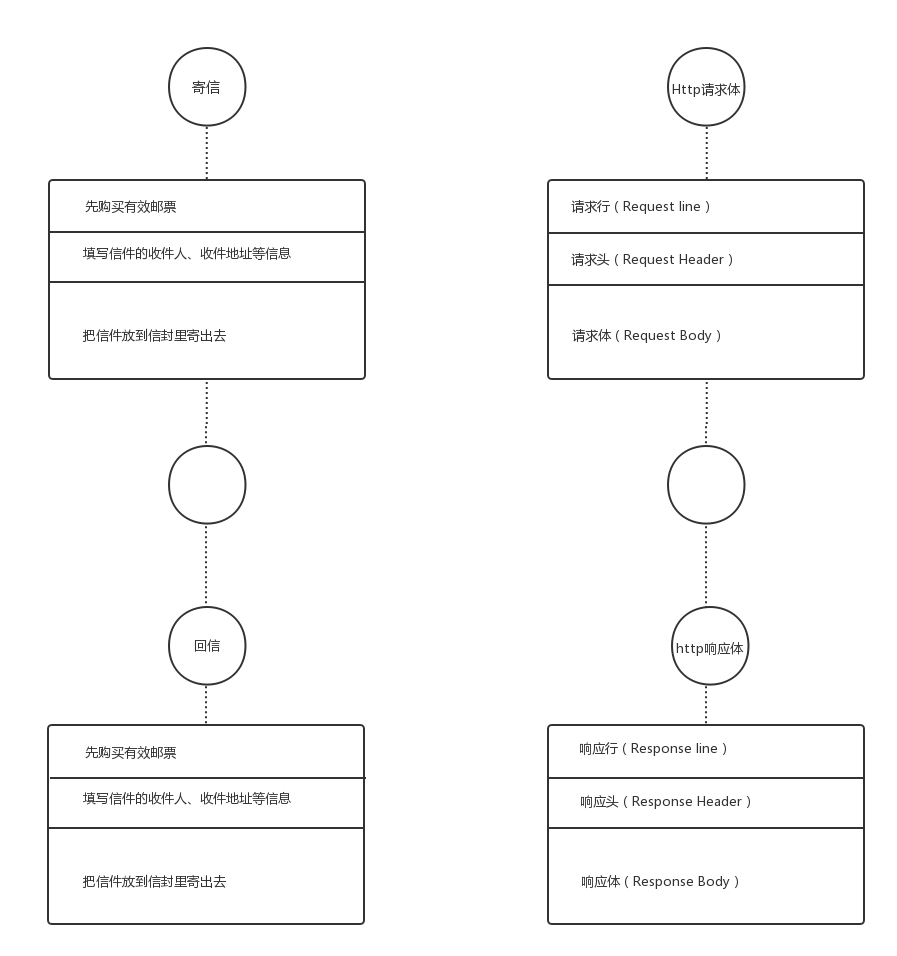 寄信
先购买有效邮票
填写信件的收件人、收件地址等信息
把信件放到信封里寄出去
回信
先购买有效邮票
填写信件的收件人、收件地址等信息
把信件放到信封里寄出去
Http请求体
请求行（Request line）
请求头（Request Header）
请求体（Request Body）
http响应体
响应行（Response line）
响应头（Response Header）
响应体（Response Body）